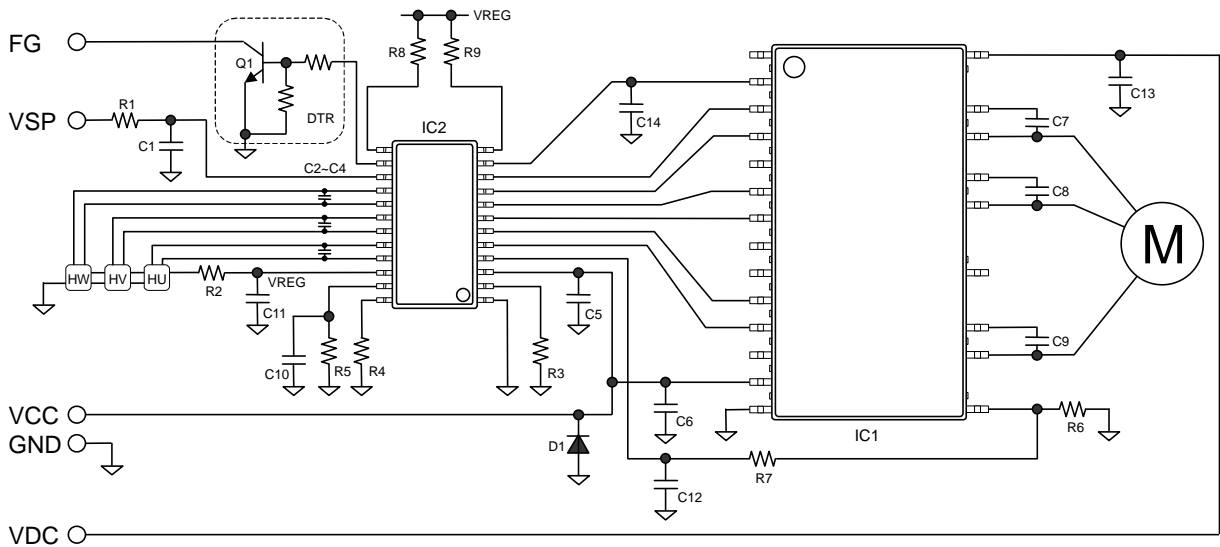 VREG
FG
R8
R9
Q1
DTR
VSP
R1
C1
C2~C4
IC2
C14
C13
C7
C8
M
HW
HV
HU
R2
VREG
C11
C5
C10
R5
R4
R3
C9
VCC
GND
D1
C6
IC1
R6
R7
C12
VDC